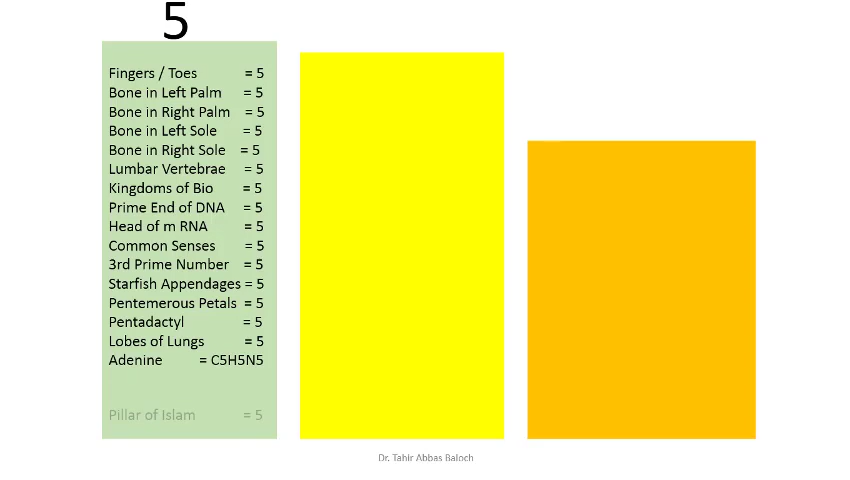 5
Fingers / Toes = 5
Bone in Left Palm = 5
Bone in Right Palm = 5
Bone in Left Sole = 5
Bone in Right Sole = 5
Lumbar Vertebrae = 5
Kingdoms of Bio = 5
Prime End of DNA = 5
Head of m RNA = 5
Common Senses = 5
3rd Prime Number = 5
Starfish Appendages = 5
Pentemerous Petals = 5
Pentadactyl = 5
Lobes of Lungs = 5
Adenine = C5H5N5
Pillar of Islam = 5
Dr. Tahir Abbas Baloch